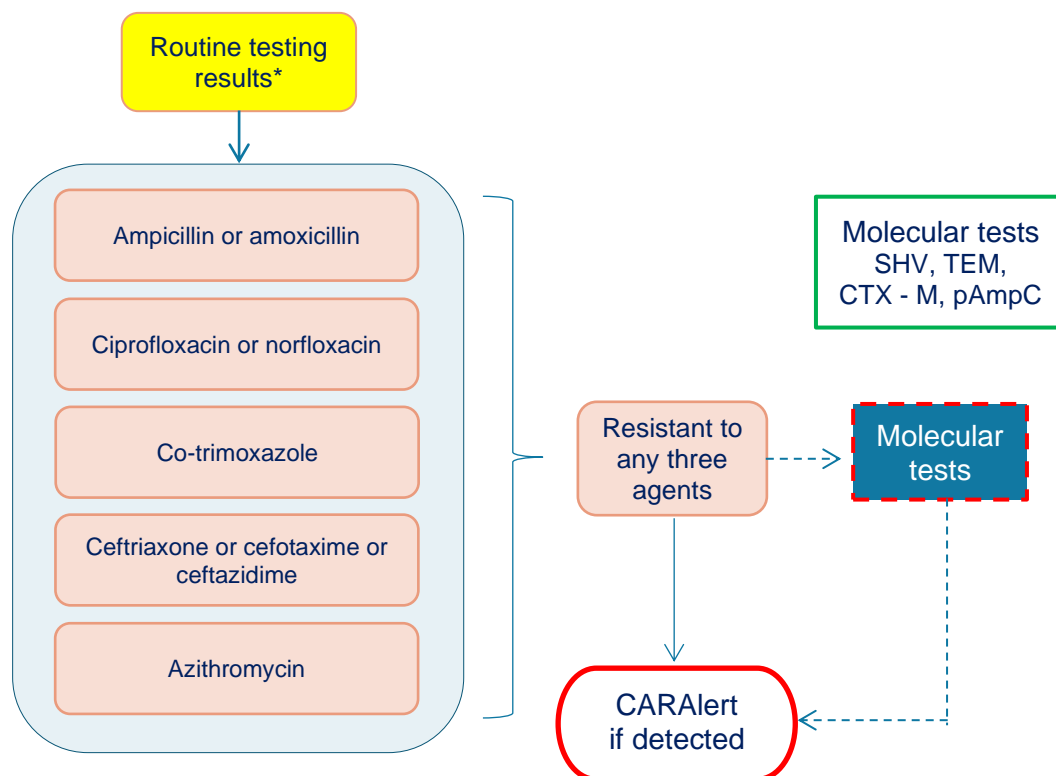 Routine testing
results*
Ampicillin or amoxicillin
Ciprofloxacin or norfloxacin
Co-trimoxazole
Ceftriaxone or cefotaxime or
ceftazidime
Azithromycin
Resistant to
any three
agents
Molecular tests
SHV, TEM,
CTX - M, pAmpC
Molecular
tests
CARAlert
if detected